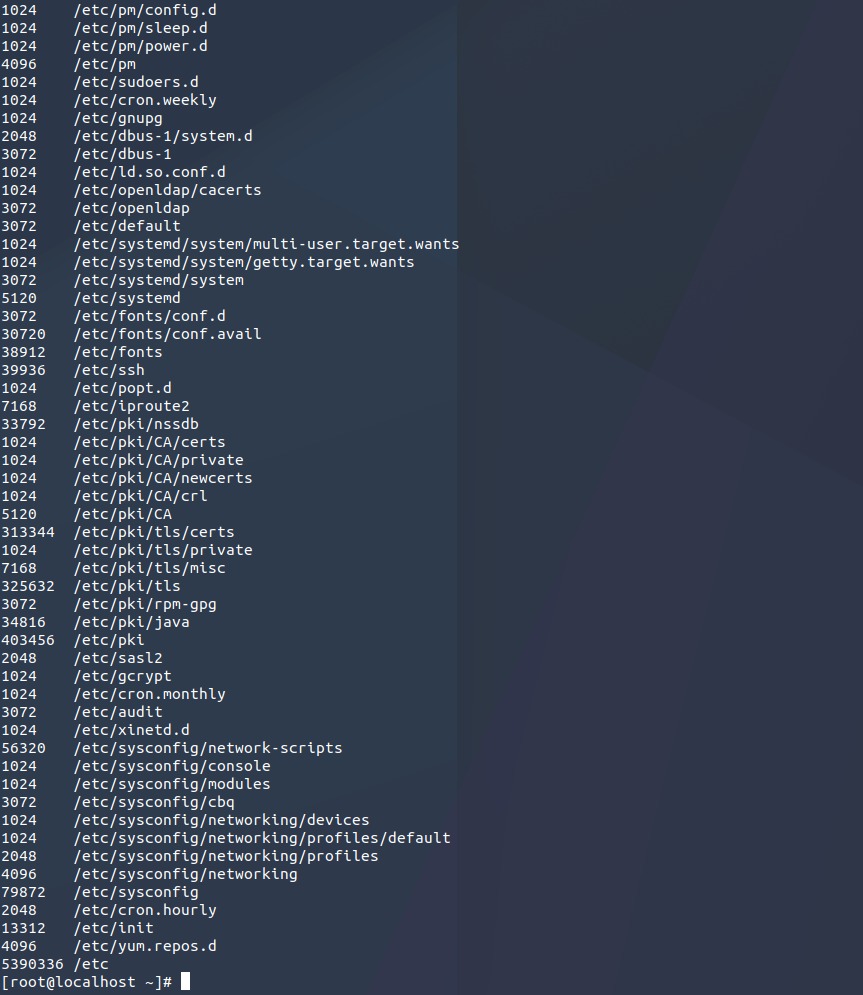 1024    /etc/pm/config.d
1024    /etc/pm/sleep.d
1024    /etc/pm/power.d
4096    /etc/pm
1024    /etc/sudoers.d
1024    /etc/cron.weekly
1024    /etc/gnupg
2048    /etc/dbus-1/system.d
3072    /etc/dbus-1
1024    /etc/ld.so.conf.d
1024    /etc/openldap/cacerts
3072    /etc/openldap
3072    /etc/default
1024    /etc/systemd/system/multi-user.target.wants
1024    /etc/systemd/system/getty.target.wants
3072    /etc/systemd/system
5120    /etc/systemd
3072    /etc/fonts/conf.d
30720   /etc/fonts/conf.avail
38912   /etc/fonts
39936   /etc/ssh
1024    /etc/popt.d
7168    /etc/iproute2
33792   /etc/pki/nssdb
1024    /etc/pki/CA/certs
1024    /etc/pki/CA/private
1024    /etc/pki/CA/newcerts
1024    /etc/pki/CA/crl
5120    /etc/pki/CA
313344  /etc/pki/tls/certs
1024    /etc/pki/tls/private
7168    /etc/pki/tls/misc
325632  /etc/pki/tls
3072    /etc/pki/rpm-gpg
34816   /etc/pki/java
403456  /etc/pki
2048    /etc/sasl2
1024    /etc/gcrypt
1024    /etc/cron.monthly
3072    /etc/audit
1024    /etc/xinetd.d
56320   /etc/sysconfig/network-scripts
1024    /etc/sysconfig/console
1024    /etc/sysconfig/modules
3072    /etc/sysconfig/cbq
1024    /etc/sysconfig/networking/devices
1024    /etc/sysconfig/networking/profiles/default
2048    /etc/sysconfig/networking/profiles
4096    /etc/sysconfig/networking
79872   /etc/sysconfig
2048    /etc/cron.hourly
13312   /etc/init
4096    /etc/yum.repos.d
5390336 /etc
[root@localhost ~]#